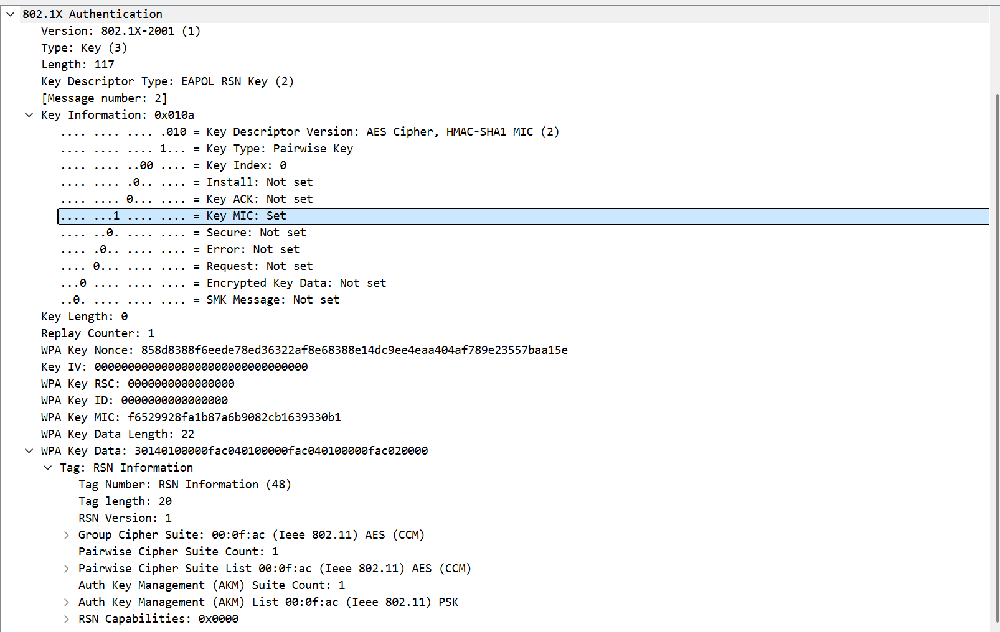 802.1X Authentication
Version: 802.1X-2001 (1)
Type: Key (3)
Length: 117
Key Descriptor Type: EAPOL RSN Key (2)
[Message number: 2]
Key Information: 0x010a
.... .... .... .010 = Key Descriptor Version: AES Cipher, HMAC-SHA1 MIC (2)
.... .... .... 1... = Key Type: Pairwise Key
.... .... ..00 .... = Key Index: 0
.... .... .0.. .... = Install: Not set
.... .... 0... .... = Key ACK: Not set
.... ...1 .... .... = Key MIC: Set
.... ..0. .... .... = Secure: Not set
.... .0.. .... .... = Error: Not set
.... 0... .... .... = Request: Not set
...0 .... .... .... = Encrypted Key Data: Not set
..0. .... .... .... = SMK Message: Not set
Key Length: 0
Replay Counter: 1
WPA Key Nonce: 858d8388f6eede78ed36322af8e68388e14dc9ee4eaa404af789e23557baa15e
Key IV: 00000000000000000000000000000000
WPA Key RSC: 0000000000000000
WPA Key ID: 0000000000000000
WPA Key MIC: f6529928fa1b87a6b9082cb1639330b1
WPA Key Data Length: 22
WPA Key Data: 30140100000fac040100000fac040100000fac020000
Tag: RSN Information
Tag Number: RSN Information (48)
Tag length: 20
RSN Version: 1
Group Cipher Suite: 00:0f:ac (Ieee 802.11) AES (CCM)
Pairwise Cipher Suite Count: 1
Pairwise Cipher Suite List 00:0f:ac (Ieee 802.11) AES (CCM)
Auth Key Management (AKM) Suite Count: 1
Auth Key Management (AKM) List 00:0f:ac (Ieee 802.11) PSK
RSN Capabilities: 0x0000